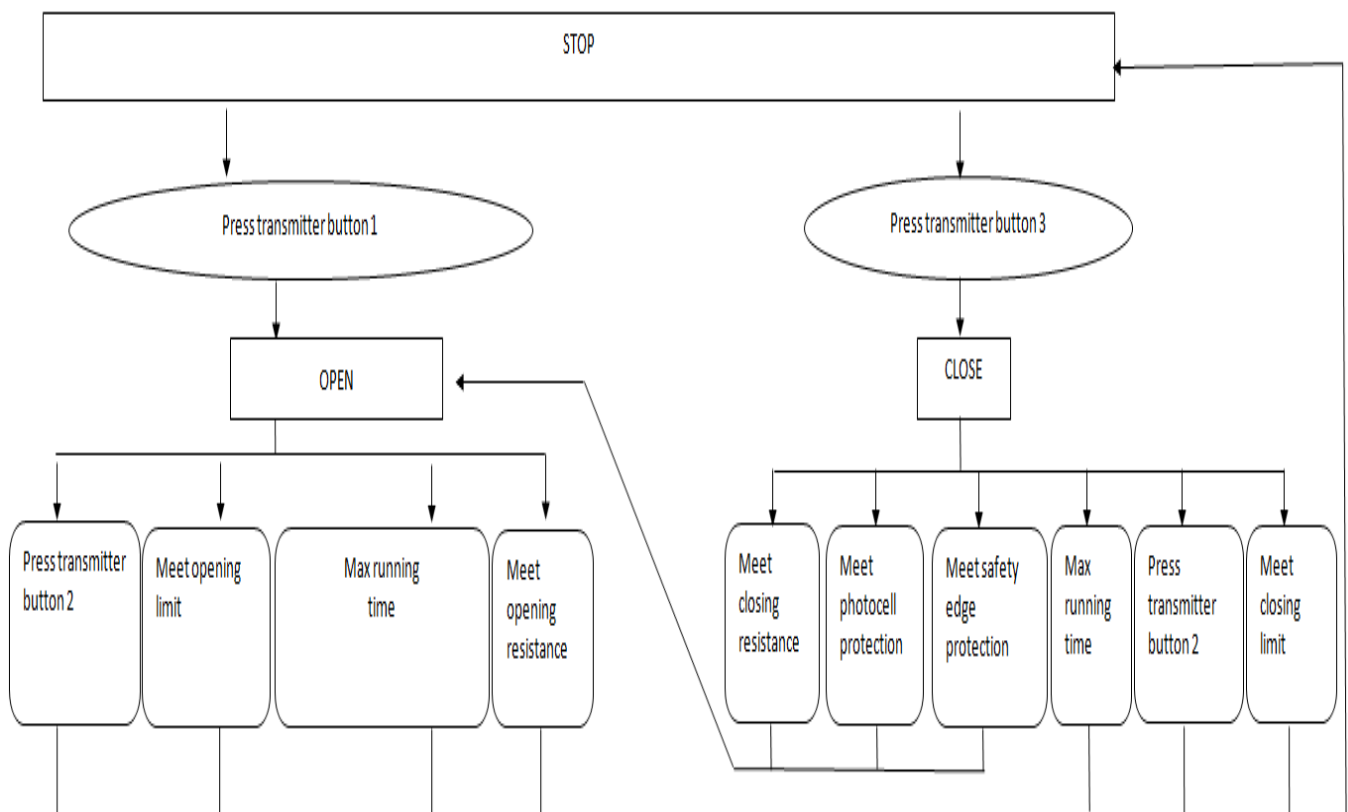 STOP
Press transmitter button 1
Press transmitter button 3
OPEN
CLOSE
Press transmitter
button 2
Meet opening
limit
Max running
time
Meet
opening
resistance
Meet
closing
resistance
Meet
photocell
protection
Meet safety
edge
protection
Max
running
time
Press
transmitter
button 2
Meet
closing
limit